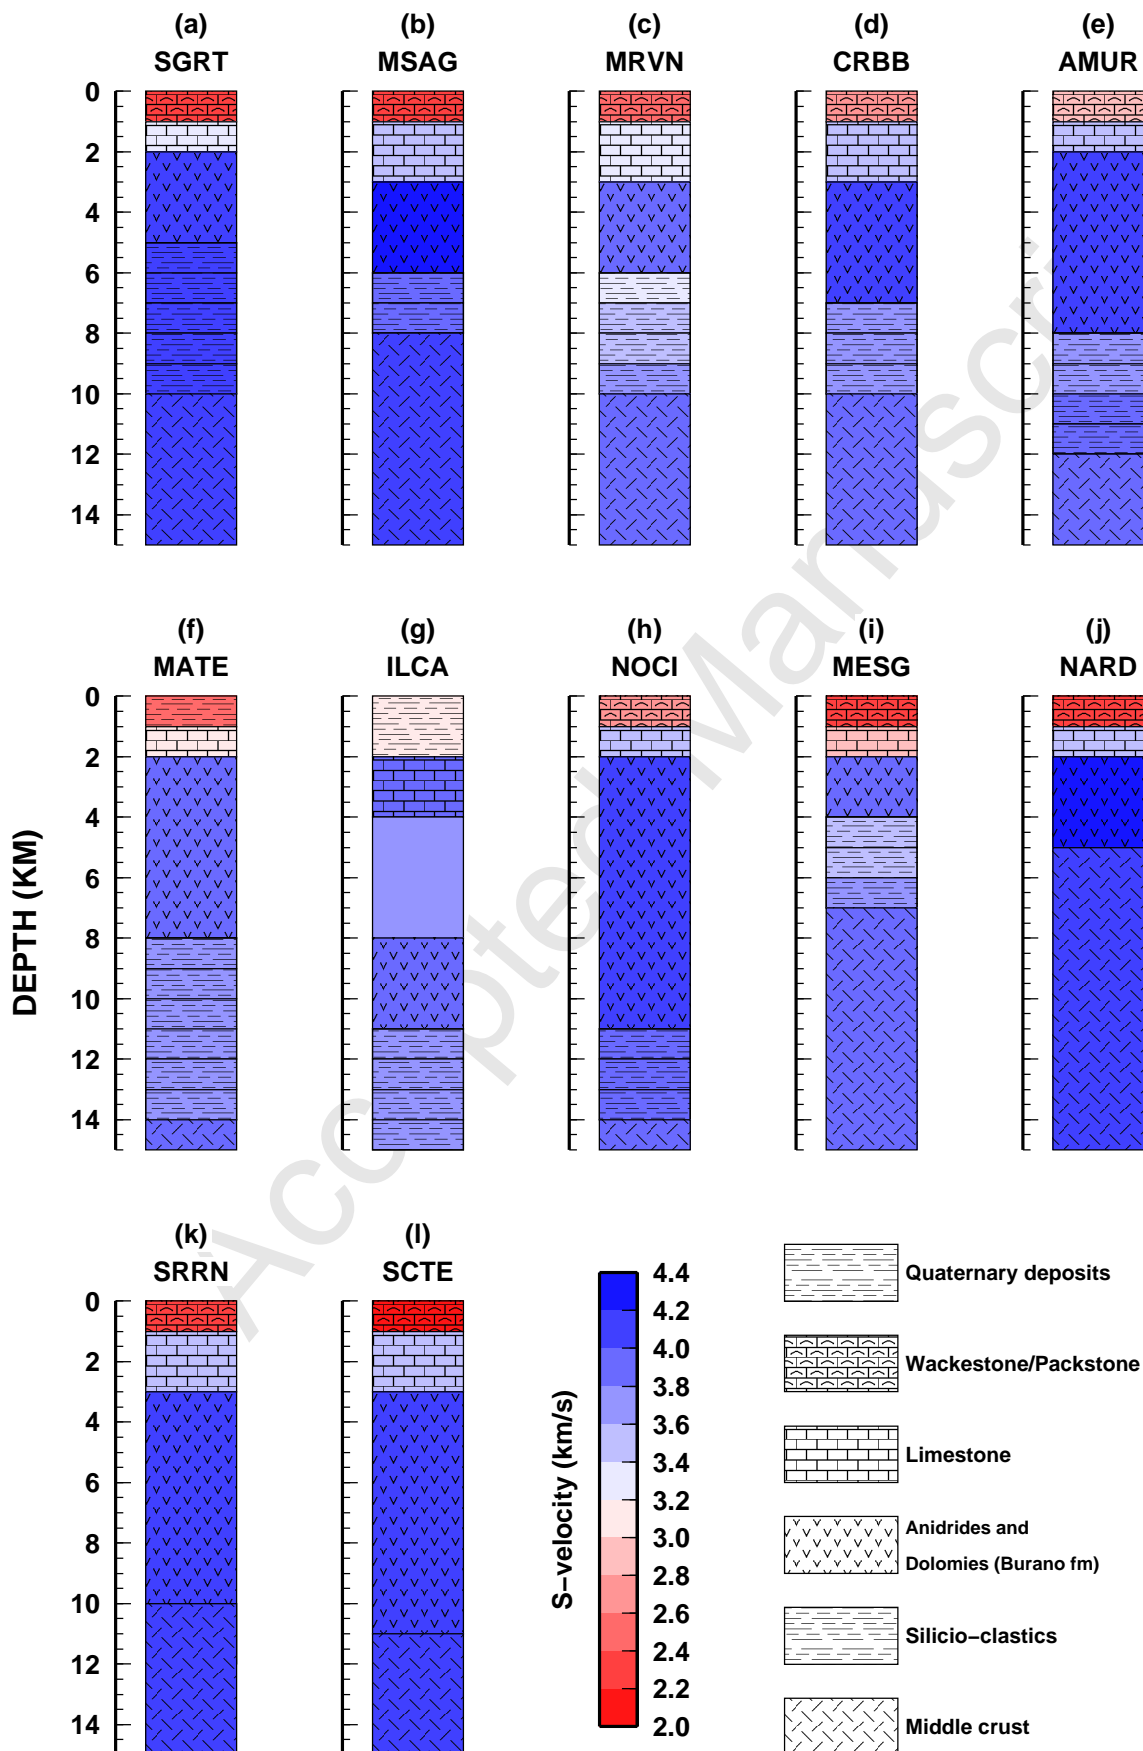 (a) (b) (c) (d) (e)
SGRT MSAG MRVN CRBB AMUR
0
2
4
6
8
10
12
14
(f) (g) (h) (i) (j)
MATE ILCA NOCI MESG NARD
0
2
4
6
8
10
12
14
DEPTH (KM)
(k) (l)
SRRN SCTE
0
2
4
6
8
10
12
14
S−velocity (km/s)
4.4
4.2
4.0
3.8
3.6
3.4
3.2
3.0
2.8
2.6
2.4
2.2
2.0
Quaternary deposits
Wackestone/Packstone
Limestone
Anidrides and
Dolomies (Burano fm)
Silicio−clastics
Middle crust
Accepted Manuscri